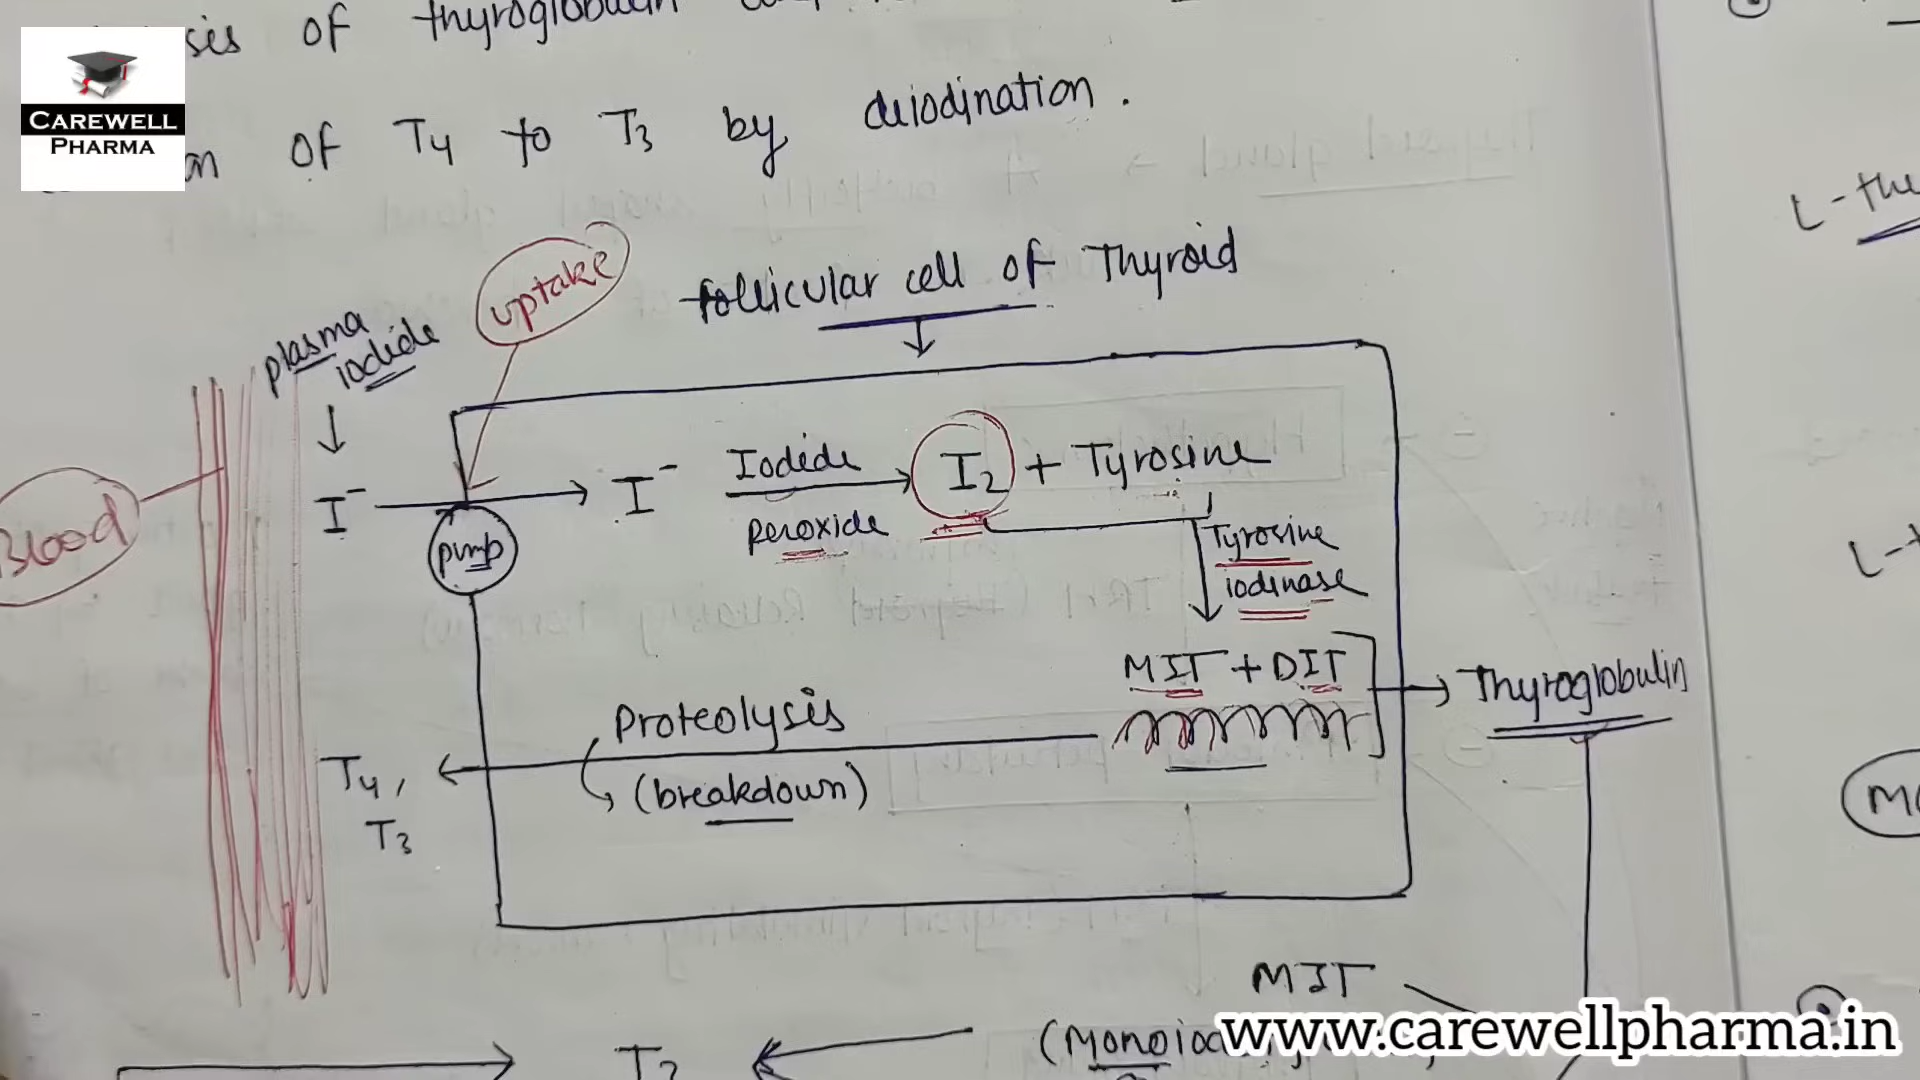 of thyroglobulin
CAREWELL
PHARMA
of T4 to T3 by deiodination.
uptake
follicular cell of Thyroid
plasma
iodide
L-
Blood
I⁻
pump
I⁻
Iodide
peroxide
I2 + Tyrosine
Tyrosine
iodinase
L-
MIT + DIT
Thyroglobulin
Proteolysis
(breakdown)
T4,
T3
MIT
www.carewellpharma.in